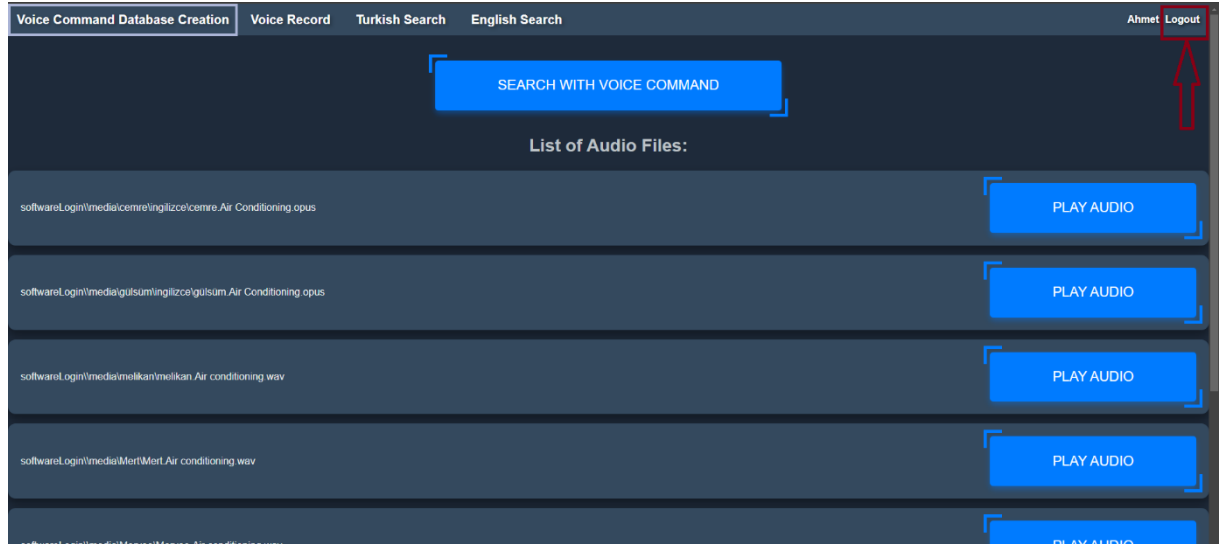 Voice Command Database Creation Voice Record Turkish Search English Search Ahmet Logout
SEARCH WITH VOICE COMMAND
List of Audio Files:
softwareLogin\\media\cemre\ingilizce\cemre.Air Conditioning.opus PLAY AUDIO
softwareLogin\\media\gülsüm\ingilizce\gülsüm.Air Conditioning.opus PLAY AUDIO
softwareLogin\\media\melikan\melikan.Air conditioning.wav PLAY AUDIO
softwareLogin\\media\Mert\Mert.Air conditioning.wav PLAY AUDIO
PLAY AUDIO